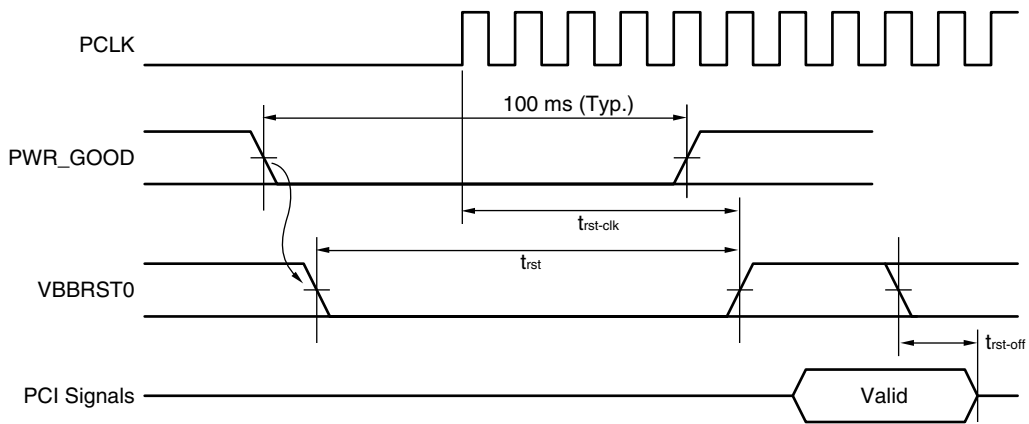 PCLK
100 ms (Typ.)
PWR_GOOD
trst-clk
trst
VBBRST0
trst-off
PCI Signals
Valid